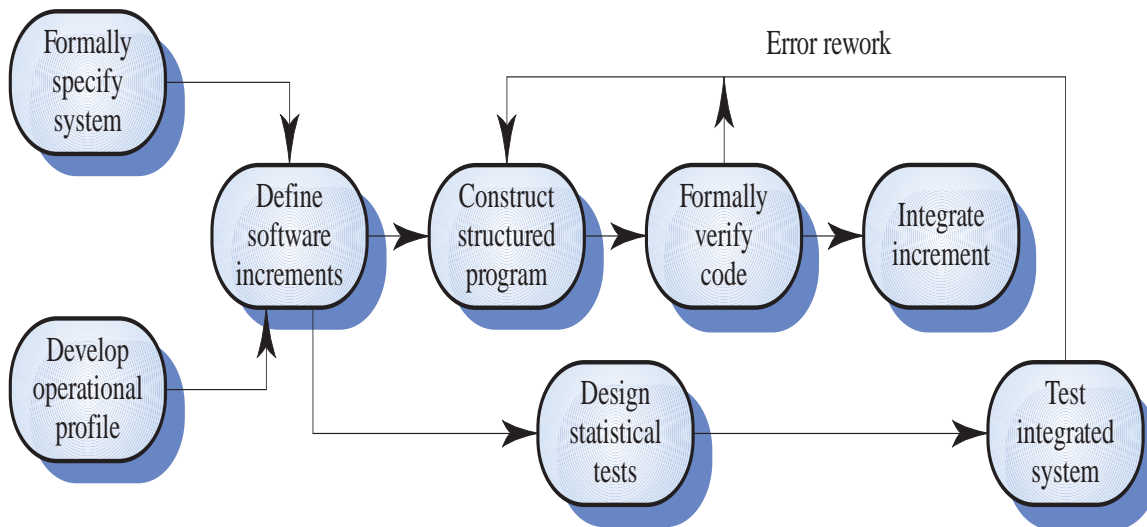 Formally
specify
system
Error rework
Define
software
increments
Construct
structured
program
Formally
verify
code
Integrate
increment
Develop
operational
profile
Design
statistical
tests
Test
integrated
system